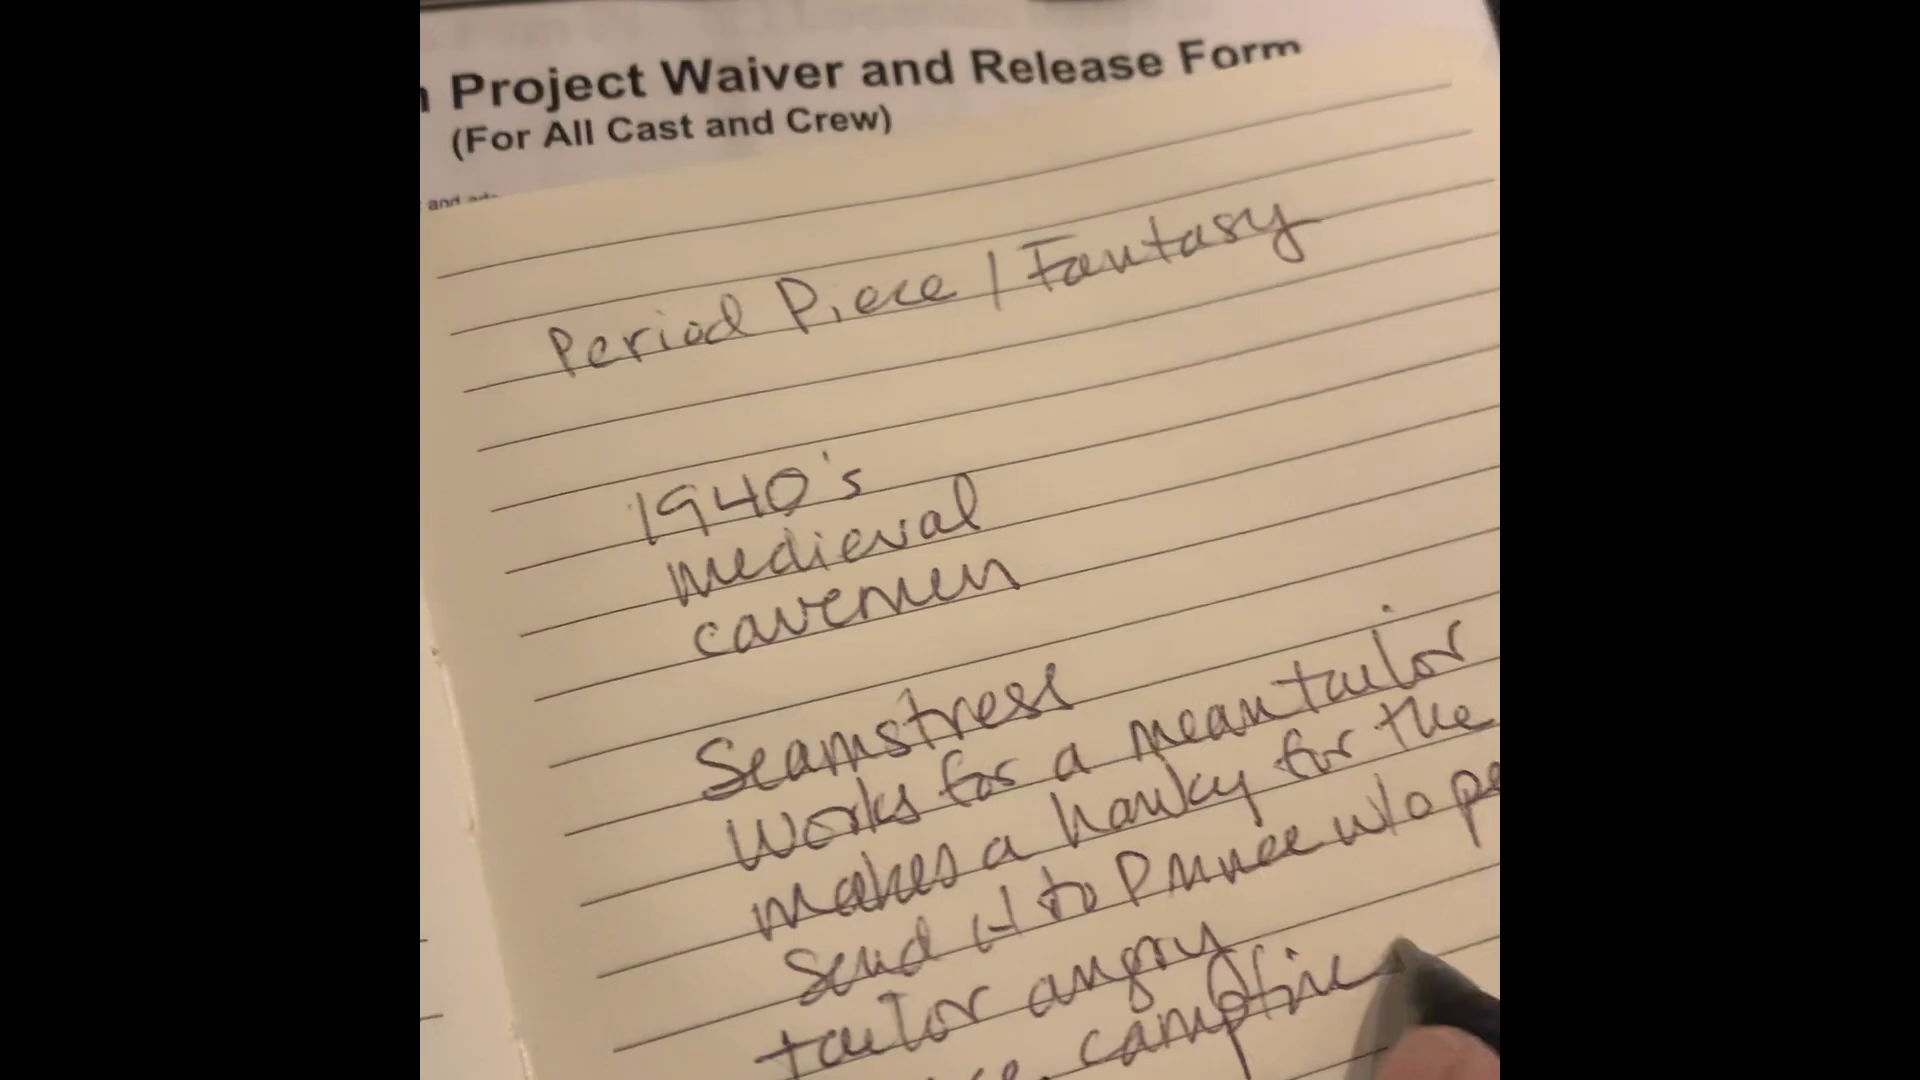 Project Waiver and Release Form
(For All Cast and Crew)
and
Period Piece / Fantasy
1940's
medieval
cavemen
Seamstress
works for a mean tailor
makes a hanky for the
send it to Prince w/o
tailor angry
campfire